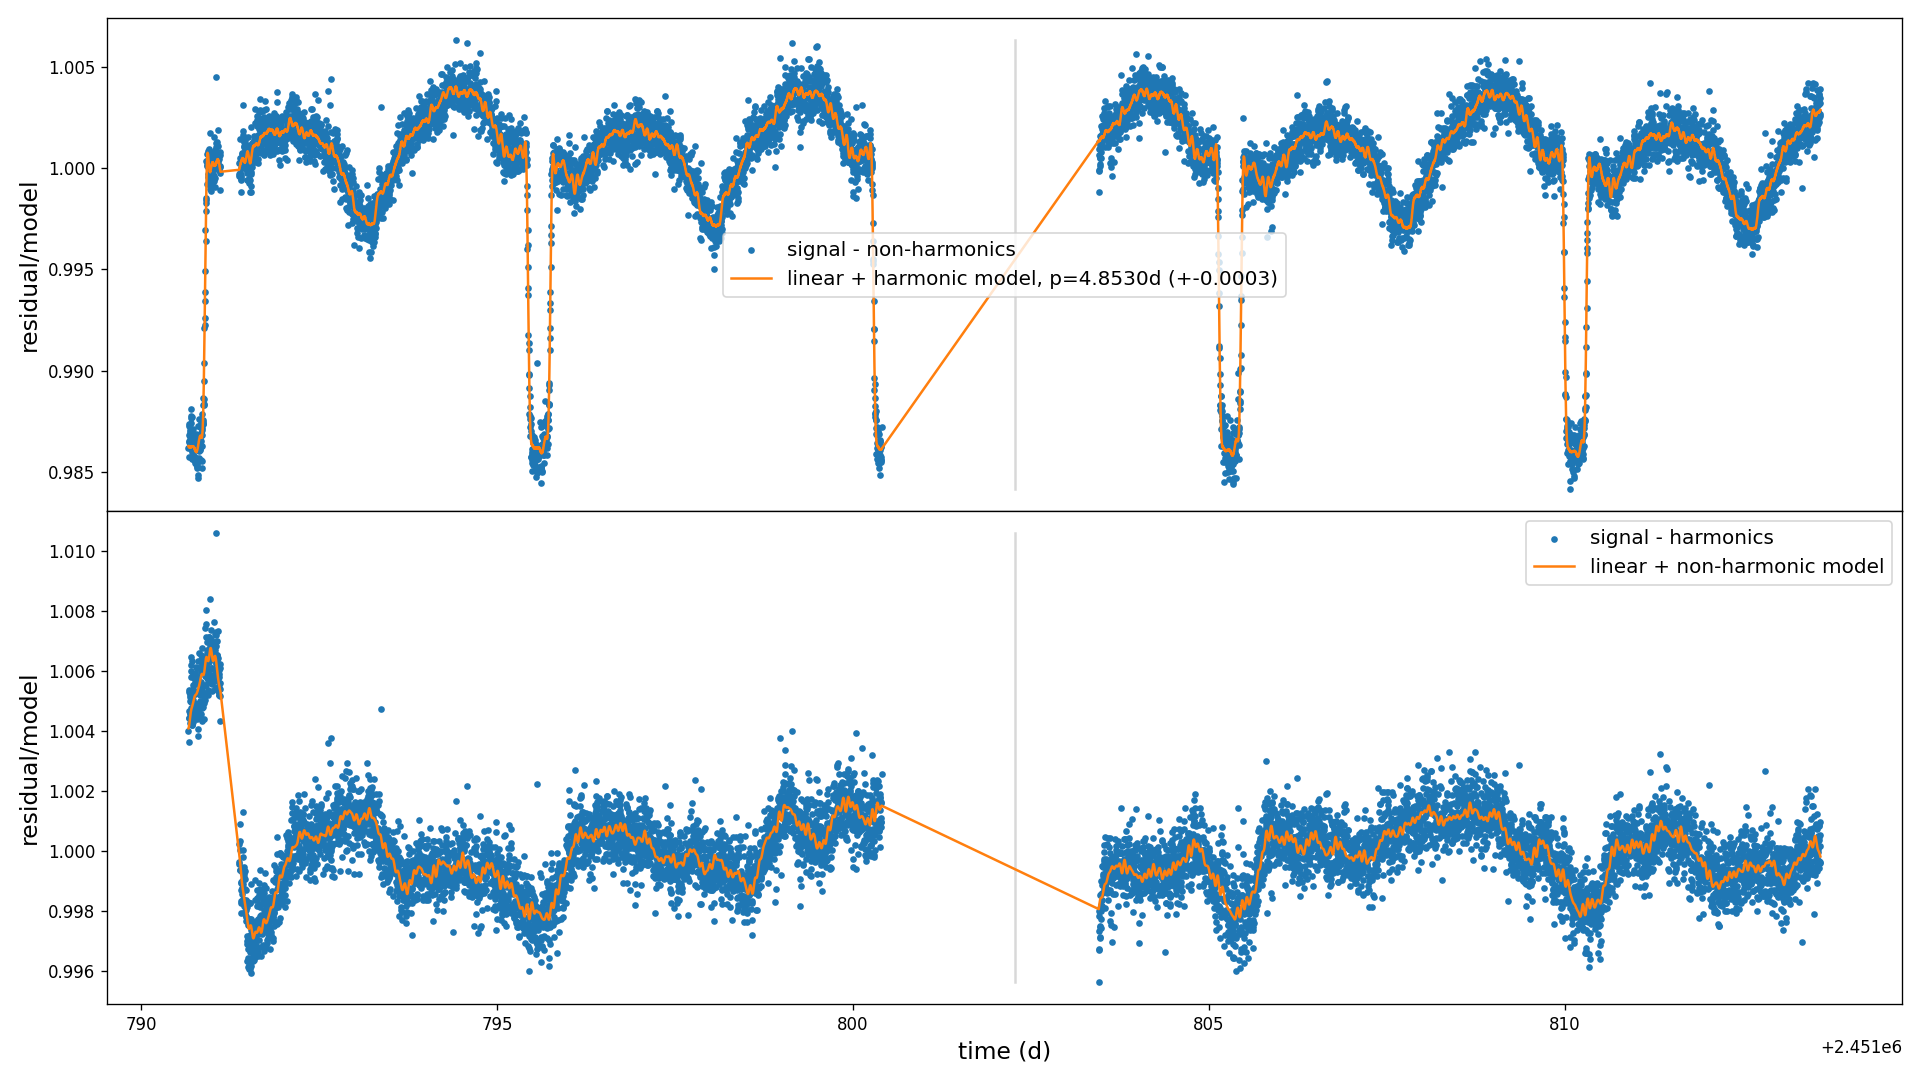 residual/model
1.005
1.000
0.995
0.990
0.985
signal - non-harmonics
linear + harmonic model, p=4.8530d (+-0.0003)
residual/model
1.010
1.008
1.006
1.004
1.002
1.000
0.998
0.996
signal - harmonics
linear + non-harmonic model
790
795
800
805
810
time (d)
+2.451e6